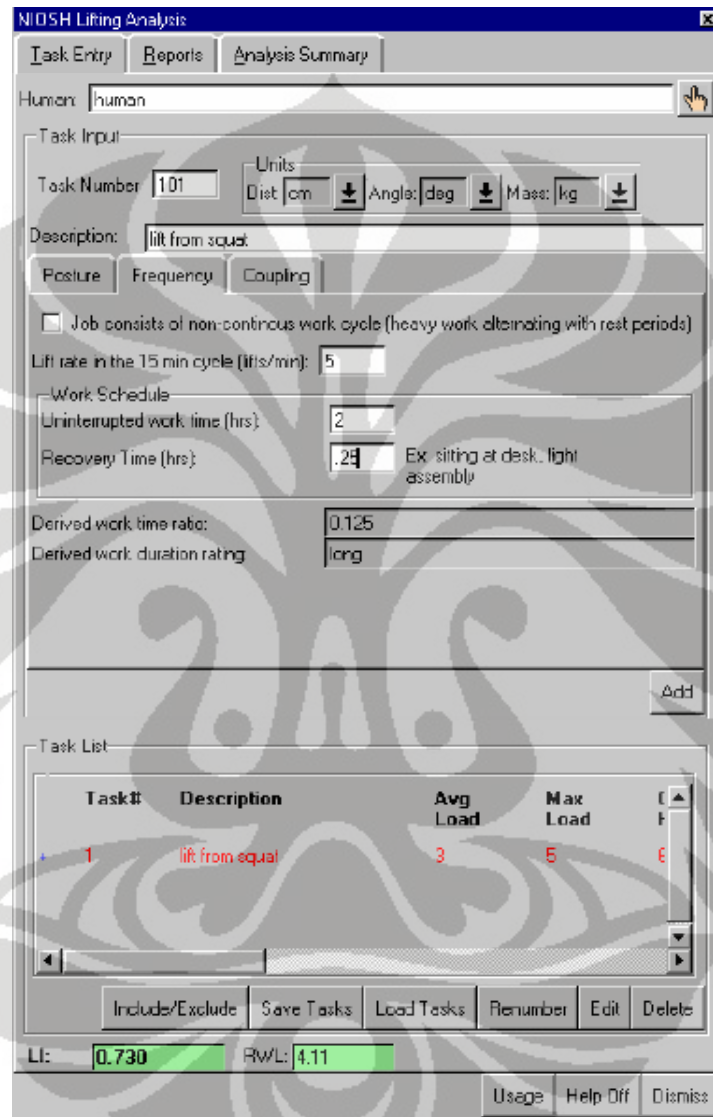 NIOSH Lifting Analysis
Task Entry Reports Analysis Summary
Human: human
Task Input
Units
Task Number 101 Dist: cm Angle: deg Mass: kg
Description: lift from squat
Posture Frequency Coupling
Job consists of non-continous work cycle (heavy work alternating with rest periods)
Lift rate in the 15 min cycle (lifts/min): 5
Work Schedule
Uninterrupted work time (hrs): 2
Recovery Time (hrs): .25 Ex: sitting at desk, light
assembly
Derived work time ratio: 0.125
Derived work duration rating: long
Add
Task List
Task# Description Avg Max
Load Load
1 lift from squat 3 5
Include/Exclude Save Tasks Load Tasks Renumber Edit Delete
LI: 0.730 RWL: 4.11
Usage Help Off Dismiss